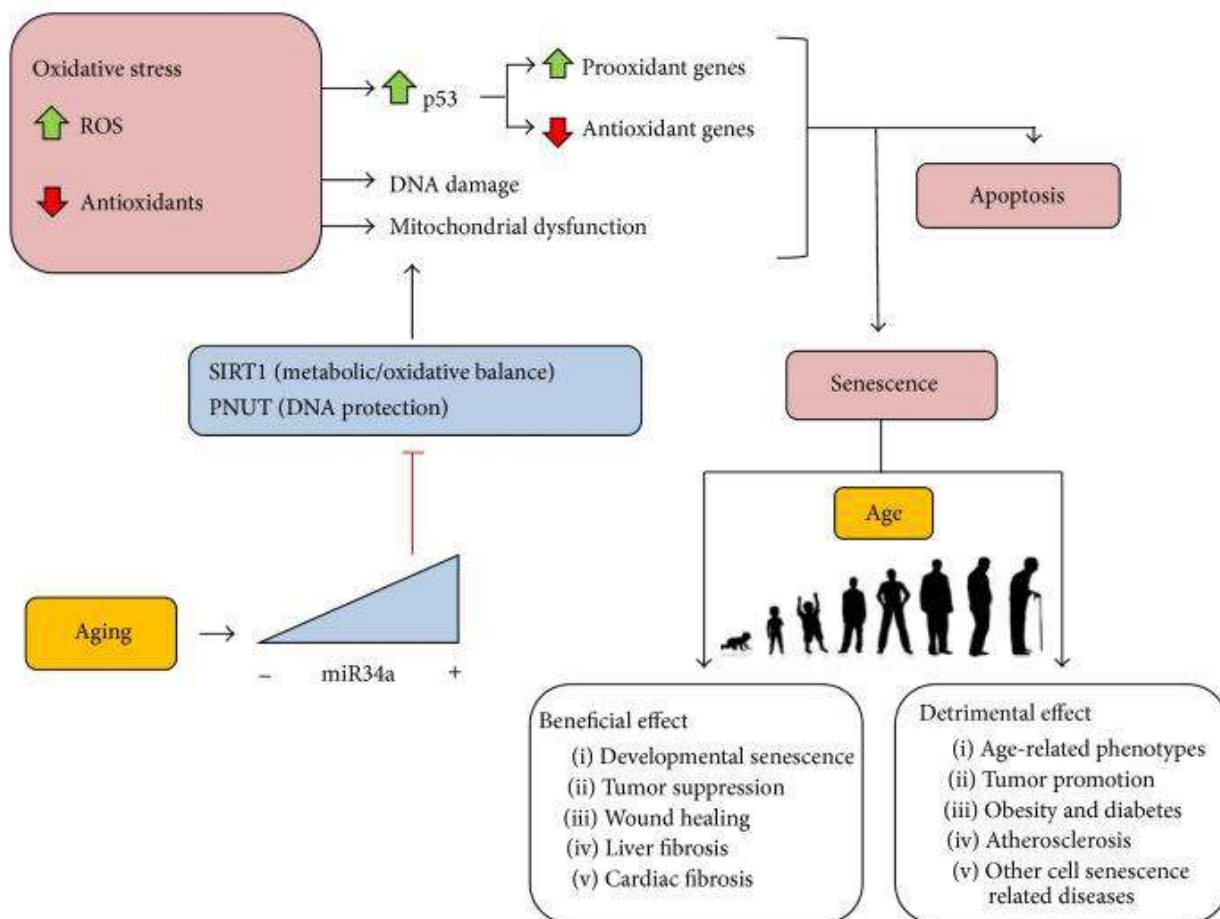 Oxidative stress
ROS
Antioxidants
p53
Prooxidant genes
Antioxidant genes
DNA damage
Mitochondrial dysfunction
Apoptosis
SIRT1 (metabolic/oxidative balance)
PNUT (DNA protection)
Senescence
Aging
− miR34a +
Age
Beneficial effect
(i) Developmental senescence
(ii) Tumor suppression
(iii) Wound healing
(iv) Liver fibrosis
(v) Cardiac fibrosis
Detrimental effect
(i) Age-related phenotypes
(ii) Tumor promotion
(iii) Obesity and diabetes
(iv) Atherosclerosis
(v) Other cell senescence
related diseases